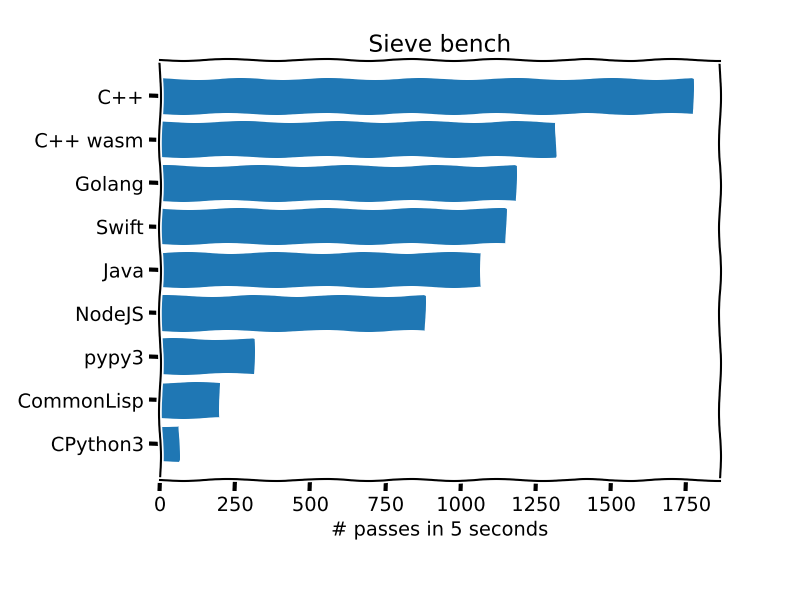 Sieve bench
C++
C++ wasm
Golang
Swift
Java
NodeJS
pypy3
CommonLisp
CPython3
0 250 500 750 1000 1250 1500 1750
# passes in 5 seconds